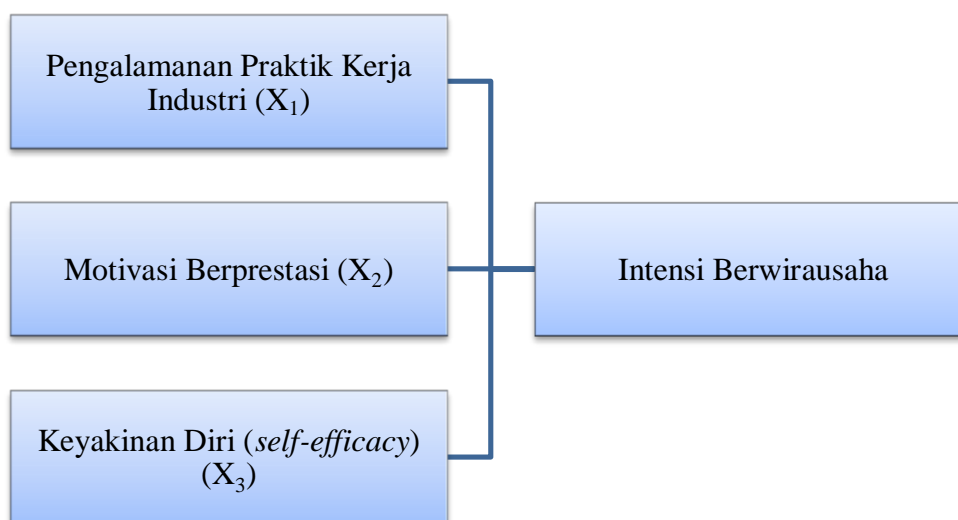 Pengalamanan Praktik Kerja
Industri (X₁)
Motivasi Berprestasi (X₂)
Intensi Berwirausaha
Keyakinan Diri (self-efficacy)
(X₃)